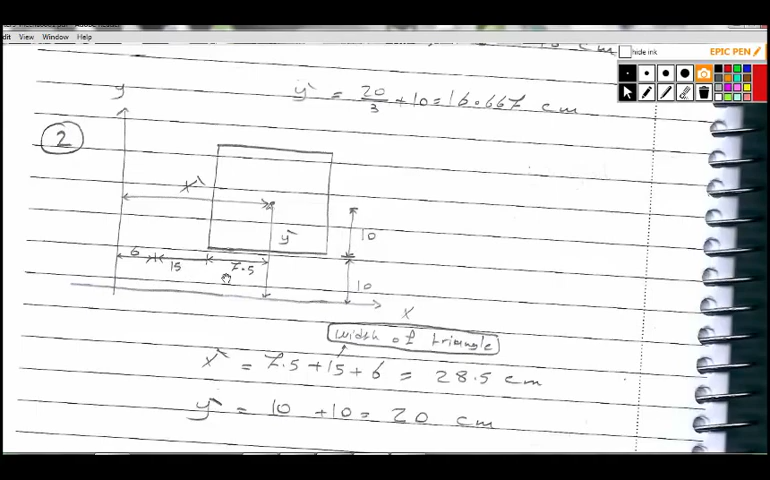 dit View Window Help
hide ink EPIC PEN
y` = 20/3 + 10 = 16.667 cm
y
2
x`
y`
10
6 15 7.5
10
x
width of triangle
x` = 7.5 + 15 + 6 = 28.5 cm
y` = 10 + 10 = 20 cm